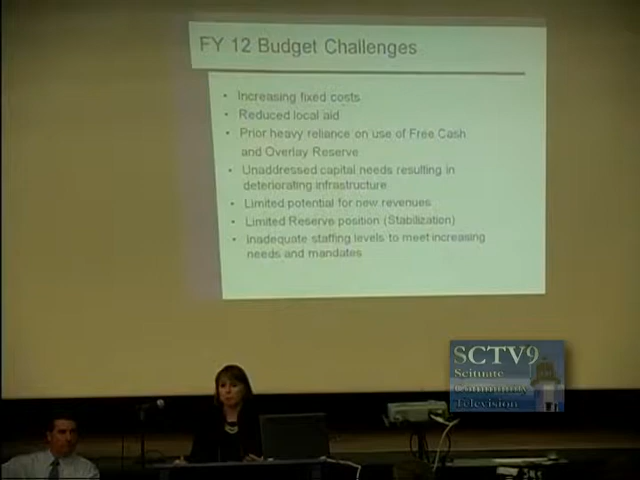 FY 12 Budget Challenges
• Increasing fixed costs
• Reduced local aid
• Prior heavy reliance on use of Free Cash
and Overlay Reserve
• Unaddressed capital needs resulting in
deteriorating infrastructure
• Limited potential for new revenues
• Limited Reserve position (Stabilization)
• Inadequate staffing levels to meet increasing
needs and mandates
SCTV9
Scituate
Community
Television